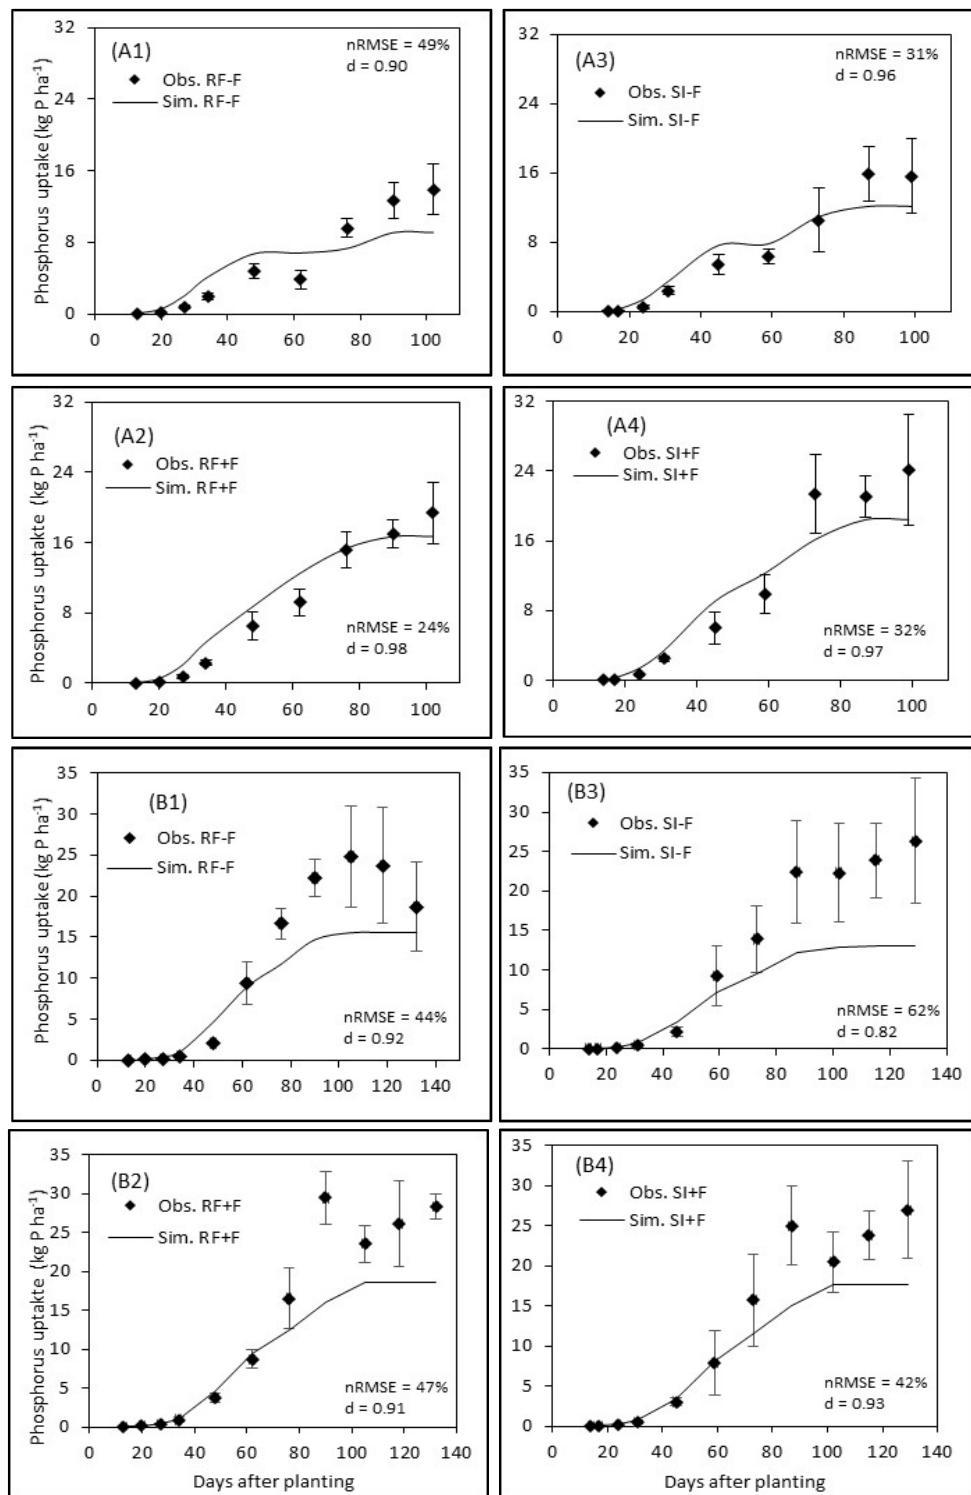 (A1)
nRMSE = 49%
d = 0.90
Obs. RF-F
Sim. RF-F
Phosphorus uptake (kg P ha-1)
32
24
16
8
0
0 20 40 60 80 100
(A3)
nRMSE = 31%
d = 0.96
Obs. SI-F
Sim. SI-F
32
24
16
8
0
0 20 40 60 80 100
(A2)
Obs. RF+F
Sim. RF+F
Phosphorus uptakte (kg P ha-1)
nRMSE = 24%
d = 0.98
32
24
16
8
0
0 20 40 60 80 100
(A4)
Obs. SI+F
Sim. SI+F
nRMSE = 32%
d = 0.97
32
24
16
8
0
0 20 40 60 80 100
(B1)
Obs. RF-F
Sim. RF-F
Phosphorus uptake (kg P ha-1)
nRMSE = 44%
d = 0.92
35
30
25
20
15
10
5
0
0 20 40 60 80 100 120 140
(B3)
Obs. SI-F
Sim. SI-F
nRMSE = 62%
d = 0.82
35
30
25
20
15
10
5
0
0 20 40 60 80 100 120 140
(B2)
Obs. RF+F
Sim. RF+F
Phosphorus uptakte (kg P ha-1)
nRMSE = 47%
d = 0.91
35
30
25
20
15
10
5
0
0 20 40 60 80 100 120 140
Days after planting
(B4)
Obs. SI+F
Sim. SI+F
nRMSE = 42%
d = 0.93
35
30
25
20
15
10
5
0
0 20 40 60 80 100 120 140
Days after planting